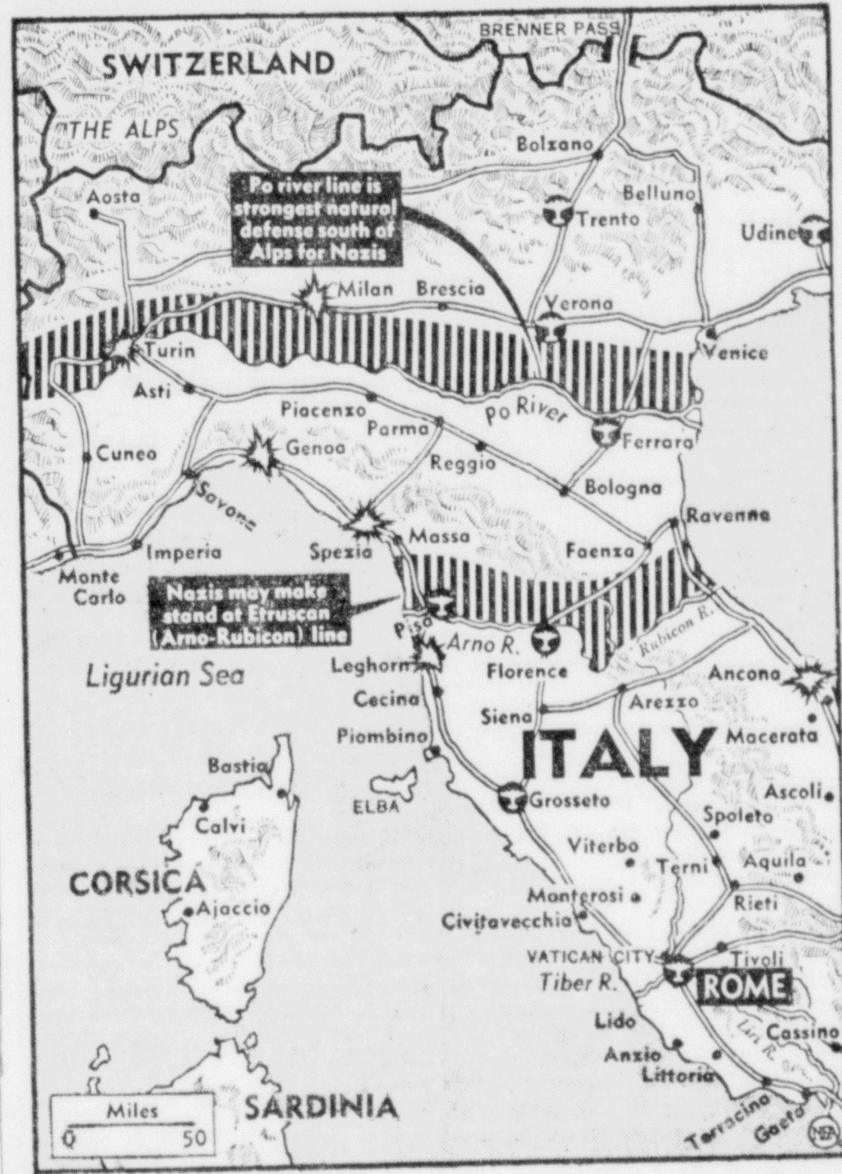 BRENNER PASS
SWITZERLAND
THE ALPS
Bolzano
Aosta
Po river line is
strongest natural
defense south of
Alps for Nazis
Belluno
Trento
Udine
Milan
Brescia
Verona
Turin
Venice
Asti
Piacenzo
Po River
Parma
Ferrara
Cuneo
Genoa
Reggio
Savona
Bologna
Ravenna
Imperia
Spezia
Massa
Faenza
Monte
Carlo
Nazis may make
stand at Etruscan
(Arno-Rubicon) line
Pisa
Arno R.
Rubicon R.
Ligurian Sea
Leghorn
Florence
Ancona
Cecina
Arezzo
Siena
Piombino
ITALY
Macerata
Bastia
ELBA
Grosseto
Ascoli
Calvi
Spoleto
Viterbo
Terni
Aquila
CORSICA
Monterosi
Rieti
Ajaccio
Civitavecchia
VATICAN CITY
Tivoli
Tiber R.
ROME
Lido
Liri R.
Cassino
Anzio
Littoria
Miles
0 50
SARDINIA
Terracina
Gaeta
NEA